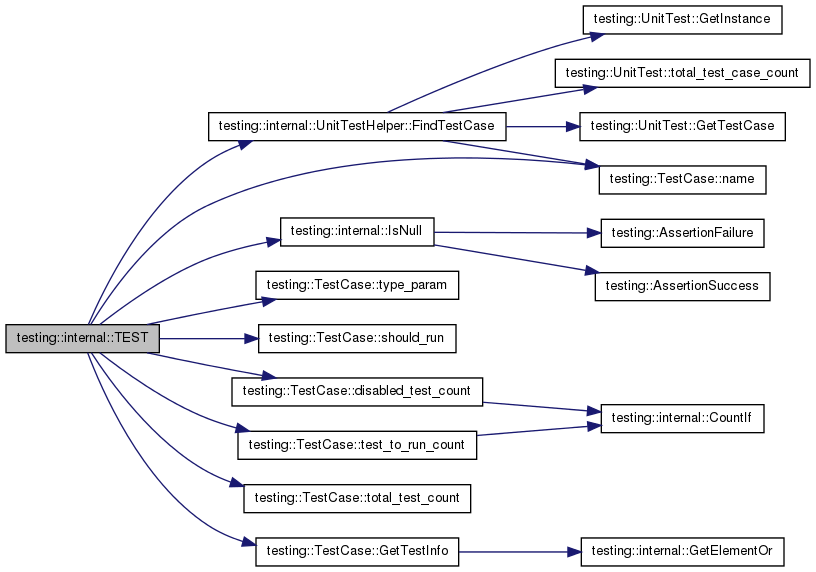 testing::UnitTest::GetInstance
testing::UnitTest::total_test_case_count
testing::internal::UnitTestHelper::FindTestCase
testing::UnitTest::GetTestCase
testing::TestCase::name
testing::internal::IsNull
testing::AssertionFailure
testing::TestCase::type_param
testing::AssertionSuccess
testing::internal::TEST
testing::TestCase::should_run
testing::TestCase::disabled_test_count
testing::internal::CountIf
testing::TestCase::test_to_run_count
testing::TestCase::total_test_count
testing::TestCase::GetTestInfo
testing::internal::GetElementOr